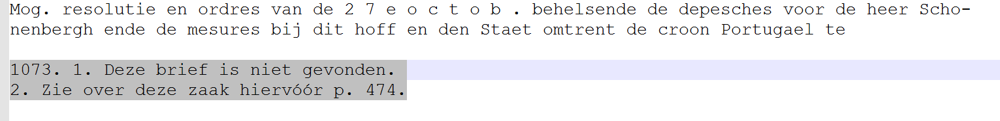 Mog. resolutie en ordres van de 2 7 e o c t o b . behelsende de depesches voor de heer Scho-
nenbergh ende de mesures bij dit hoff en den Staet omtrent de croon Portugael te
1073. 1. Deze brief is niet gevonden.
2. Zie over deze zaak hiervóór p. 474.